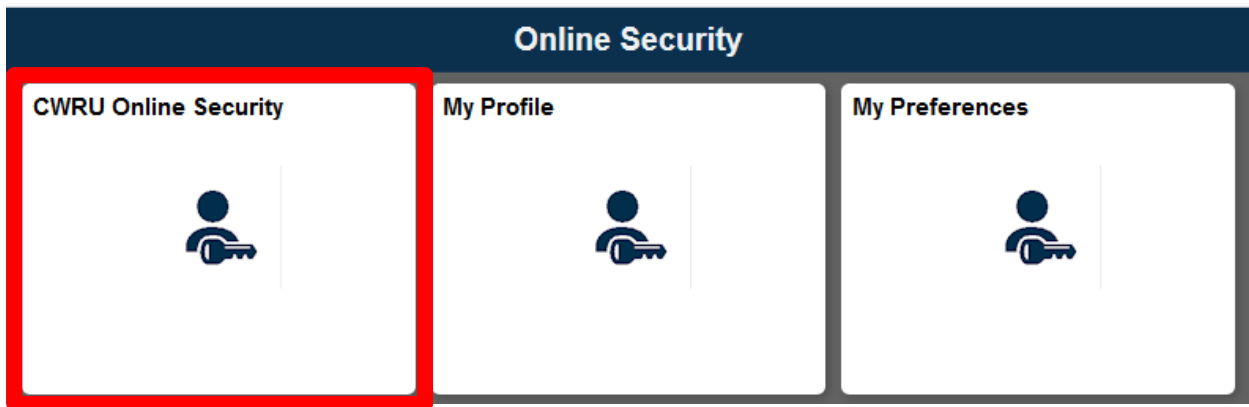 Online Security
CWRU Online Security
My Profile
My Preferences